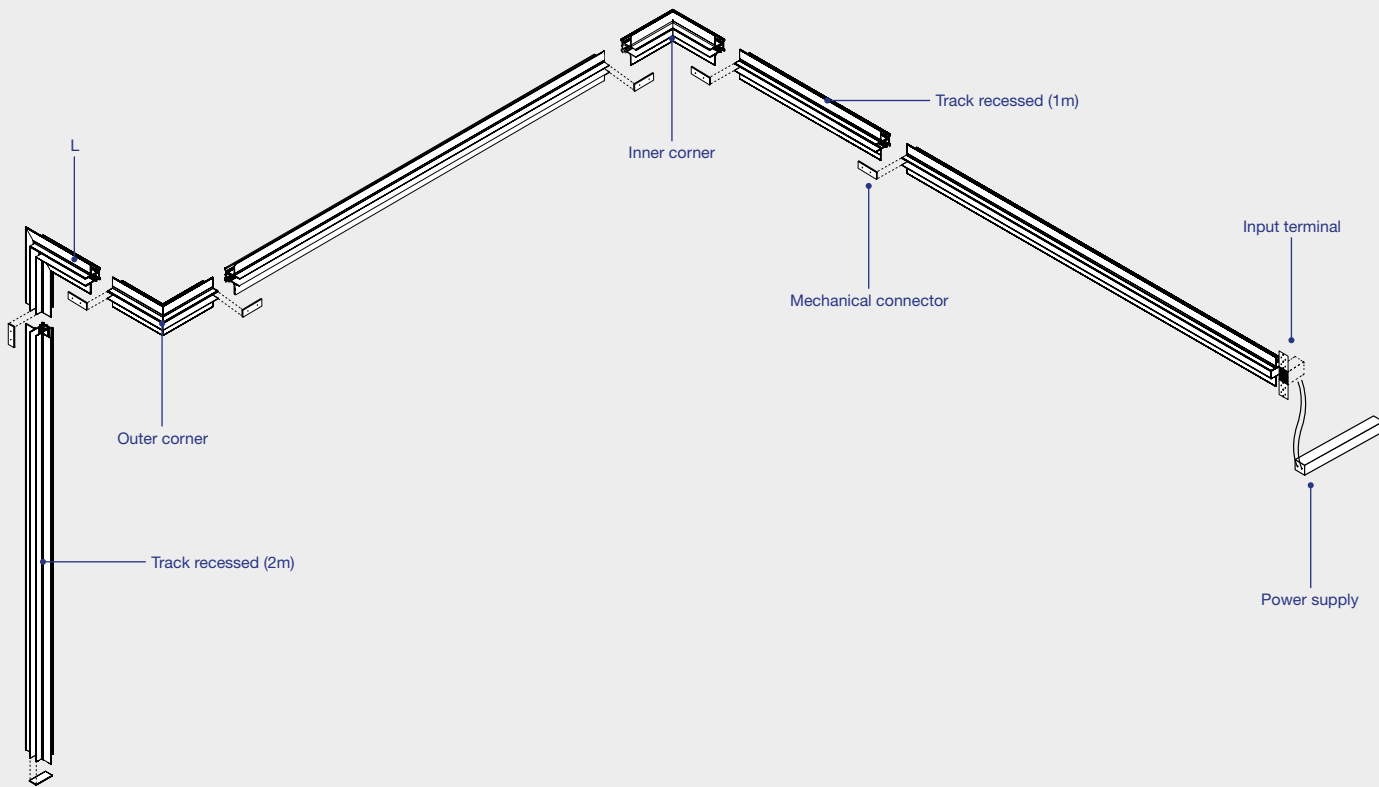 Track recessed (1m)
L
Inner corner
Input terminal
Mechanical connector
Outer corner
Track recessed (2m)
Power supply